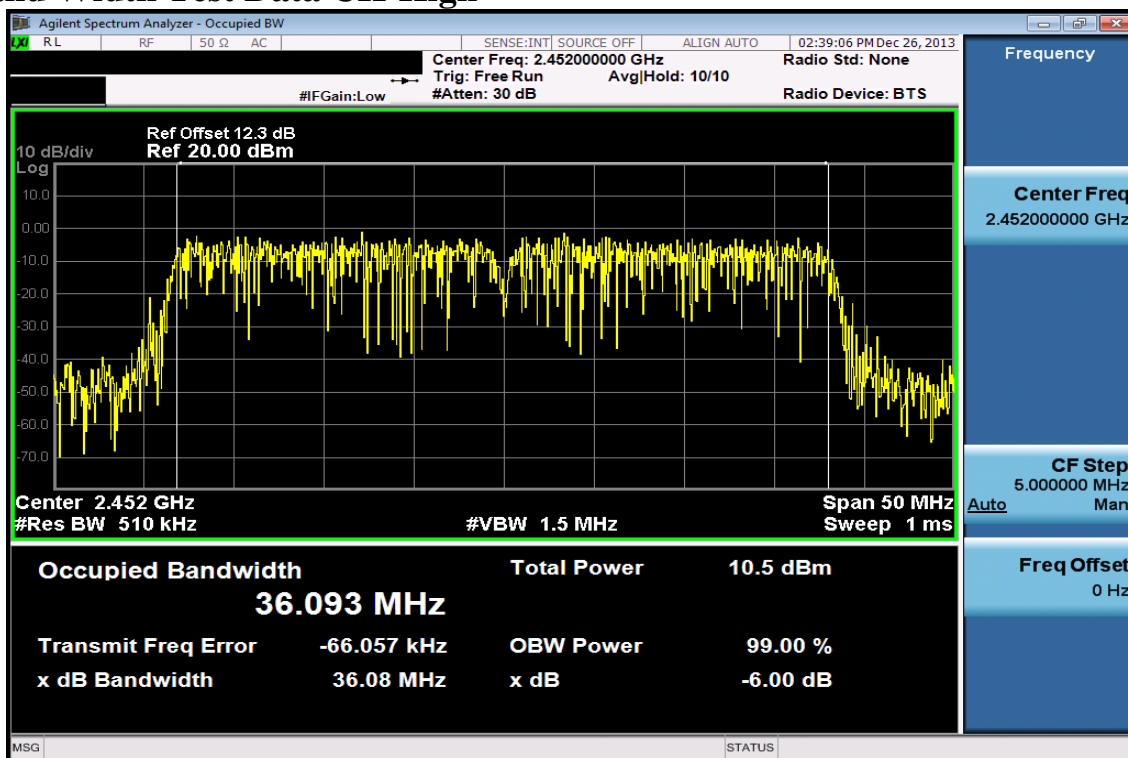 Width Test Data CH-High
Agilent Spectrum Analyzer - Occupied BW
LXI RL RF 50 Ω AC SENSE:INT SOURCE OFF ALIGN AUTO 02:39:06 PM Dec 26, 2013
Center Freq: 2.452000000 GHz Radio Std: None
Trig: Free Run Avg|Hold: 10/10
#IFGain:Low #Atten: 30 dB Radio Device: BTS
Frequency
Ref Offset 12.3 dB
10 dB/div Ref 20.00 dBm
Log
10.0
0.00
-10.0
-20.0
-30.0
-40.0
-50.0
-60.0
-70.0
Center 2.452 GHz Span 50 MHz
#Res BW 510 kHz #VBW 1.5 MHz Sweep 1 ms
Center Freq
2.452000000 GHz
CF Step
5.000000 MHz
Auto Man
Freq Offset
0 Hz
Occupied Bandwidth Total Power 10.5 dBm
36.093 MHz
Transmit Freq Error -66.057 kHz OBW Power 99.00 %
x dB Bandwidth 36.08 MHz x dB -6.00 dB
MSG STATUS